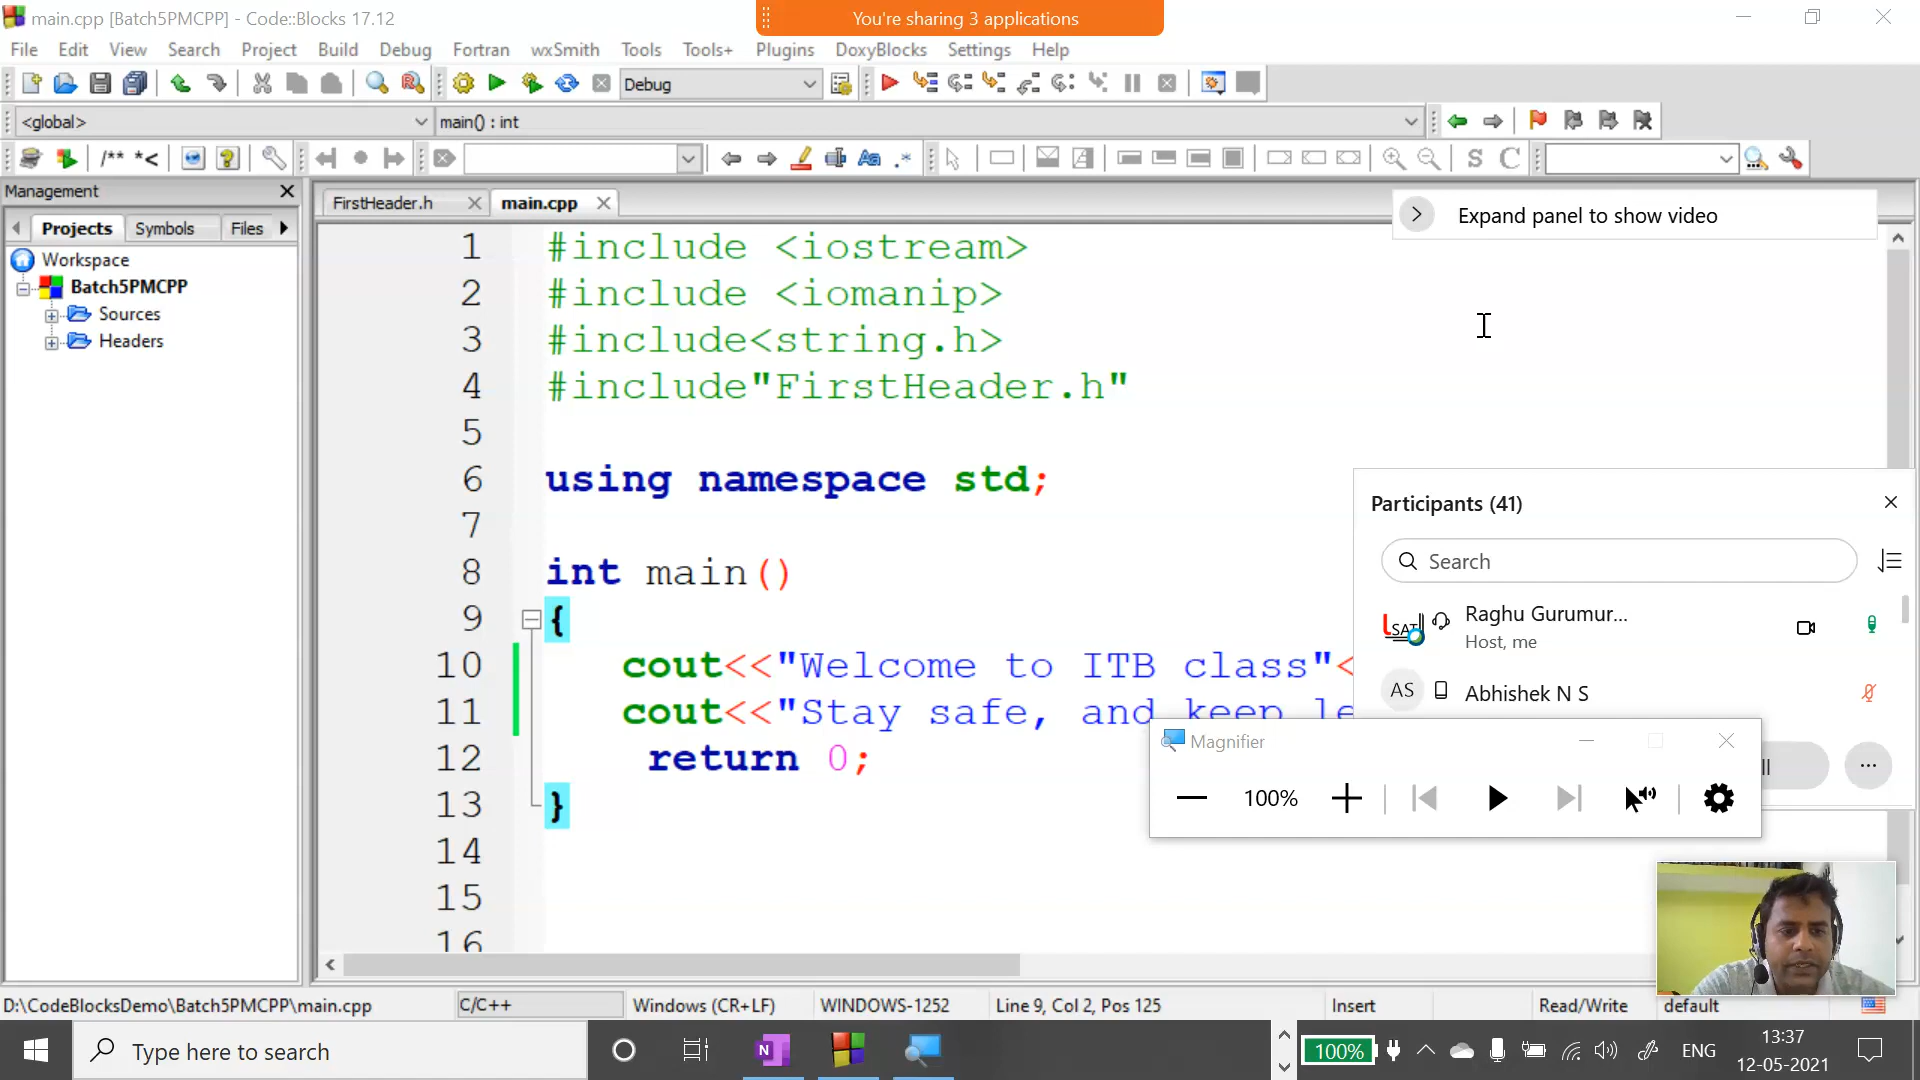 main.cpp [Batch5PMCPP] - Code::Blocks 17.12
You're sharing 3 applications
File Edit View Search Project Build Debug Fortran wxSmith Tools Tools+ Plugins DoxyBlocks Settings Help
Debug
<global> main() : int
/** *< Aa .* S C
Management
FirstHeader.h main.cpp
Expand panel to show video
Projects Symbols Files
Workspace
Batch5PMCPP
Sources
Headers
1 #include <iostream>
2 #include <iomanip>
3 #include<string.h>
4 #include"FirstHeader.h"
5
6 using namespace std;
7
8 int main()
9 {
10 cout<<"Welcome to ITB class"<
11 cout<<"Stay safe, and keep le
12 return 0;
13 }
14
15
16
Participants (41)
Search
LSAT Raghu Gurumur...
Host, me
AS Abhishek N S
ll ...
Magnifier
100%
D:\CodeBlocksDemo\Batch5PMCPP\main.cpp C/C++ Windows (CR+LF) WINDOWS-1252 Line 9, Col 2, Pos 125 Insert Read/Write default
Type here to search
N
100%
ENG
13:37
12-05-2021